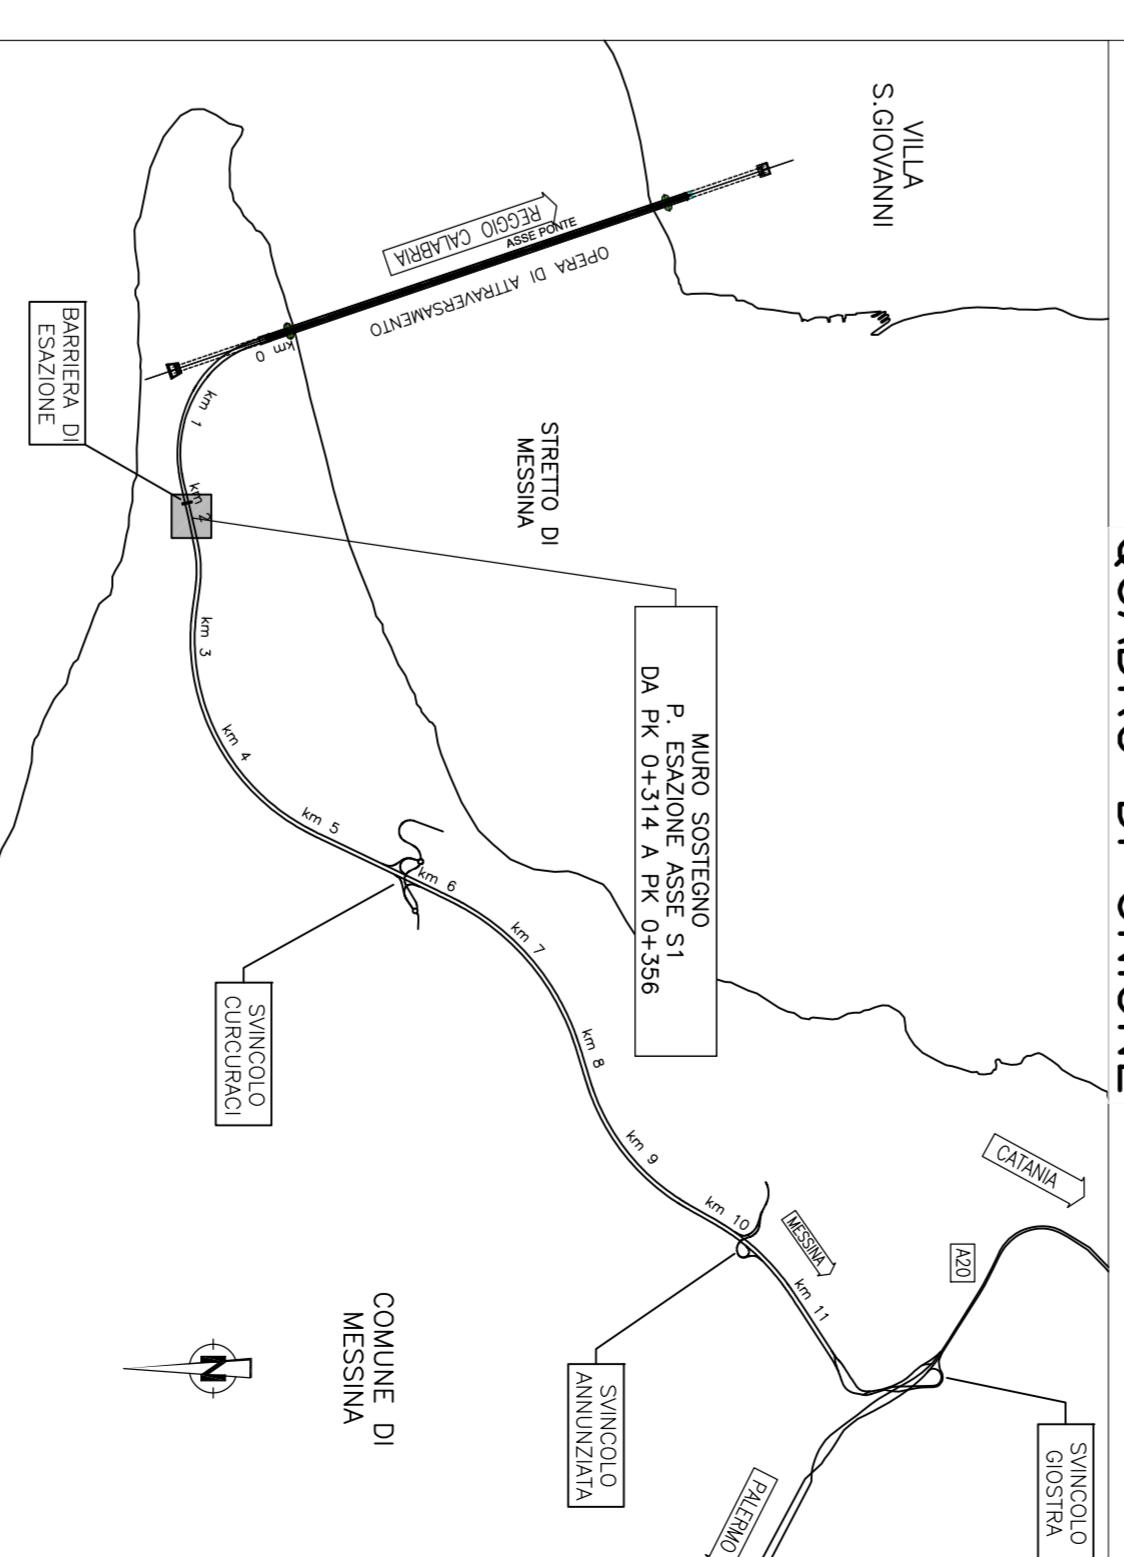 VILLA
S.GIOVANNI
REGGIO CALABRIA
ASSE PONTE
OPERA DI ATTRAVERSAMENTO
STRETTO DI
MESSINA
BARRIERA DI
ESAZIONE
km 0
km 1
km 2
km 3
km 4
km 5
km 6
km 7
km 8
km 9
km 10
km 11
MURO SOSTEGNO
P. ESAZIONE ASSE S1
DA PK 0+314 A PK 0+356
SVINCOLO
CURCURACI
CATANIA
MESSINA
A20
SVINCOLO
ANNUNZIATA
SVINCOLO
GIOSTRA
PALERMO
COMUNE DI
MESSINA
N